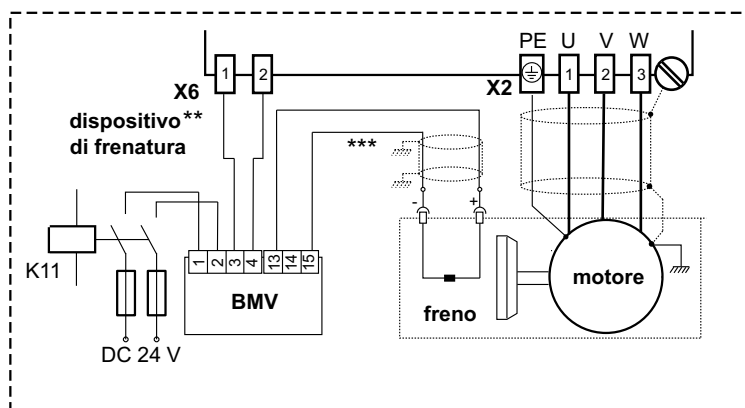 PE U V W
1 2 1 2 3
X6 X2
dispositivo**
di frenatura
***
- +
K11
1 2 3 4 13 14 15
BMV
motore
freno
DC 24 V